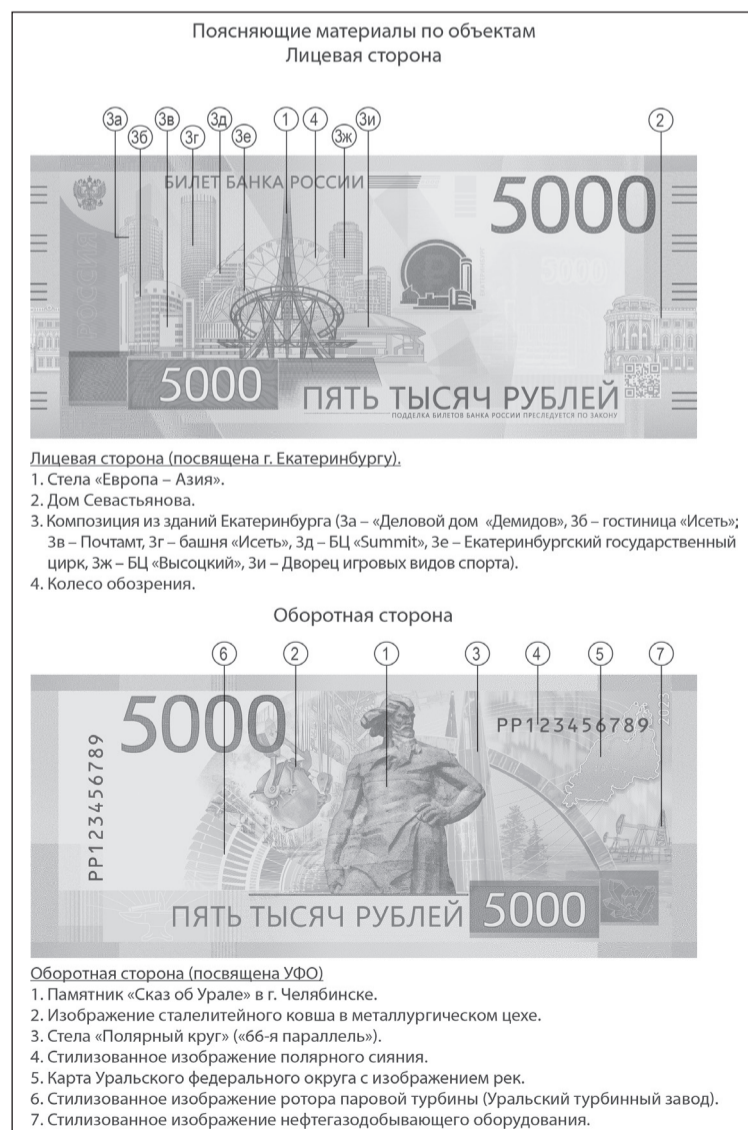 Поясняющие материалы по объектам
Лицевая сторона
3а 3б 3в 3г 3д 3е 1 4 3ж 3и 2
БИЛЕТ БАНКА РОССИИ
5000
РОССИЯ
5000
ПЯТЬ ТЫСЯЧ РУБЛЕЙ
ПОДДЕЛКА БИЛЕТОВ БАНКА РОССИИ ПРЕСЛЕДУЕТСЯ ПО ЗАКОНУ
Лицевая сторона (посвящена г. Екатеринбургу).
1. Стела «Европа – Азия».
2. Дом Севастьянова.
3. Композиция из зданий Екатеринбурга (3а – «Деловой дом «Демидов», 3б – гостиница «Исеть»;
3в – Почтамт, 3г – башня «Исеть», 3д – БЦ «Summit», 3е – Екатеринбургский государственный
цирк, 3ж – БЦ «Высоцкий», 3и – Дворец игровых видов спорта).
4. Колесо обозрения.
Оборотная сторона
6 2 1 3 4 5 7
5000
РР123456789
2023
РР123456789
ПЯТЬ ТЫСЯЧ РУБЛЕЙ
5000
Оборотная сторона (посвящена УФО)
1. Памятник «Сказ об Урале» в г. Челябинске.
2. Изображение сталелитейного ковша в металлургическом цехе.
3. Стела «Полярный круг» («66-я параллель»).
4. Стилизованное изображение полярного сияния.
5. Карта Уральского федерального округа с изображением рек.
6. Стилизованное изображение ротора паровой турбины (Уральский турбинный завод).
7. Стилизованное изображение нефтегазодобывающего оборудования.